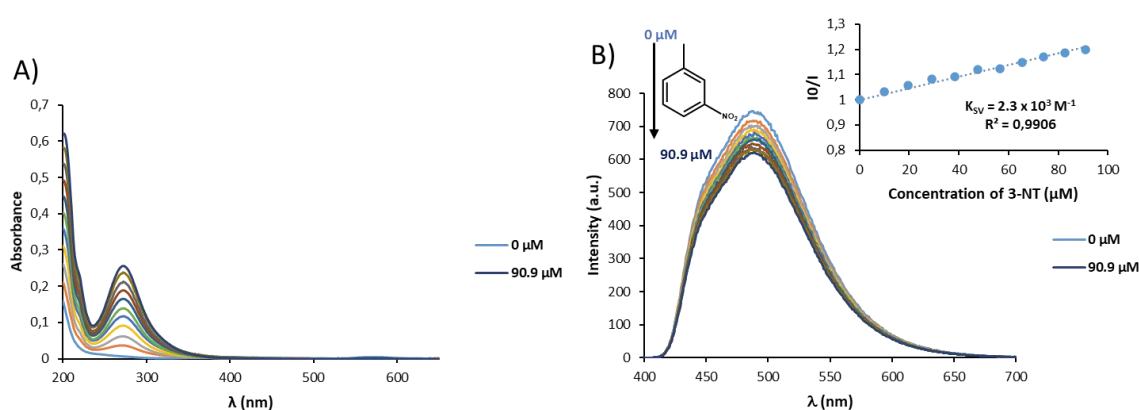 A)
Absorbance
0,7
0,6
0,5
0,4
0,3
0,2
0,1
0
200
300
400
500
600
λ (nm)
0 µM
90.9 µM
B)
0 µM
NO₂
90.9 µM
Intensity (a.u.)
900
800
700
600
500
400
300
200
100
0
400
450
500
550
600
650
700
λ (nm)
I0/I
1,3
1,2
1,1
1
0,9
0,8
KSV = 2.3 x 10³ M⁻¹
R² = 0,9906
0
20
40
60
80
100
Concentration of 3-NT (µM)
0 µM
90.9 µM